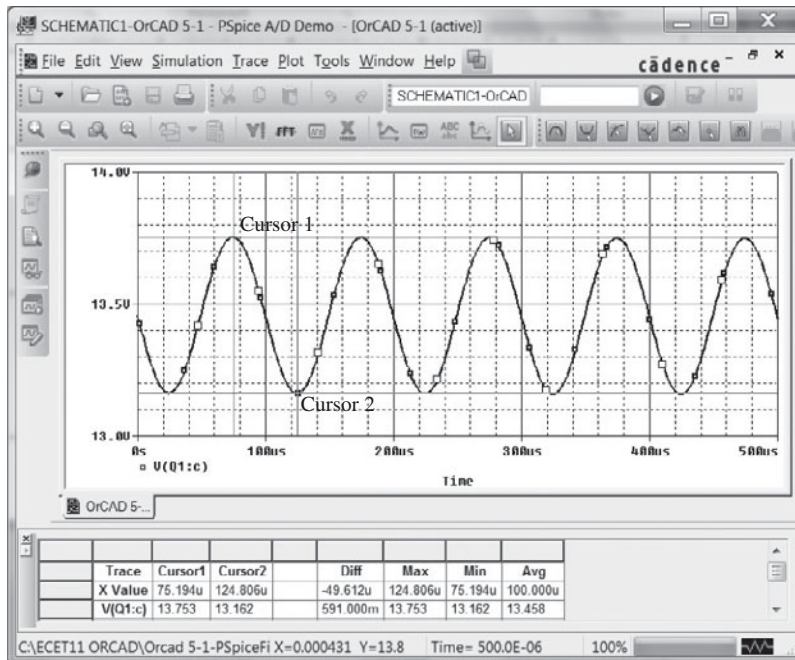 SCHEMATIC1-OrCAD 5-1 - PSpice A/D Demo - [OrCAD 5-1 (active)]
File Edit View Simulation Trace Plot Tools Window Help
cādence
SCHEMATIC1-OrCAD
FFT
ABC
14.0V
Cursor 1
13.5V
Cursor 2
13.0V
0s 100us 200us 300us 400us 500us
V(Q1:c)
Time
OrCAD 5-...
Trace Cursor1 Cursor2 Diff Max Min Avg
X Value 75.194u 124.806u -49.612u 124.806u 75.194u 100.000u
V(Q1:c) 13.753 13.162 591.000m 13.753 13.162 13.458
C:\ECET11 ORCAD\Orcad 5-1-PSpiceFi X=0.000431 Y=13.8 Time= 500.0E-06 100%